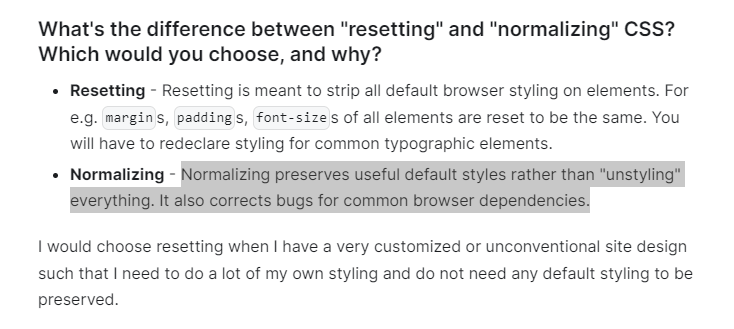 What's the difference between "resetting" and "normalizing" CSS?
Which would you choose, and why?
• Resetting - Resetting is meant to strip all default browser styling on elements. For
e.g. margin s, padding s, font-size s of all elements are reset to be the same. You
will have to redeclare styling for common typographic elements.
• Normalizing - Normalizing preserves useful default styles rather than "unstyling"
everything. It also corrects bugs for common browser dependencies.
I would choose resetting when I have a very customized or unconventional site design
such that I need to do a lot of my own styling and do not need any default styling to be
preserved.